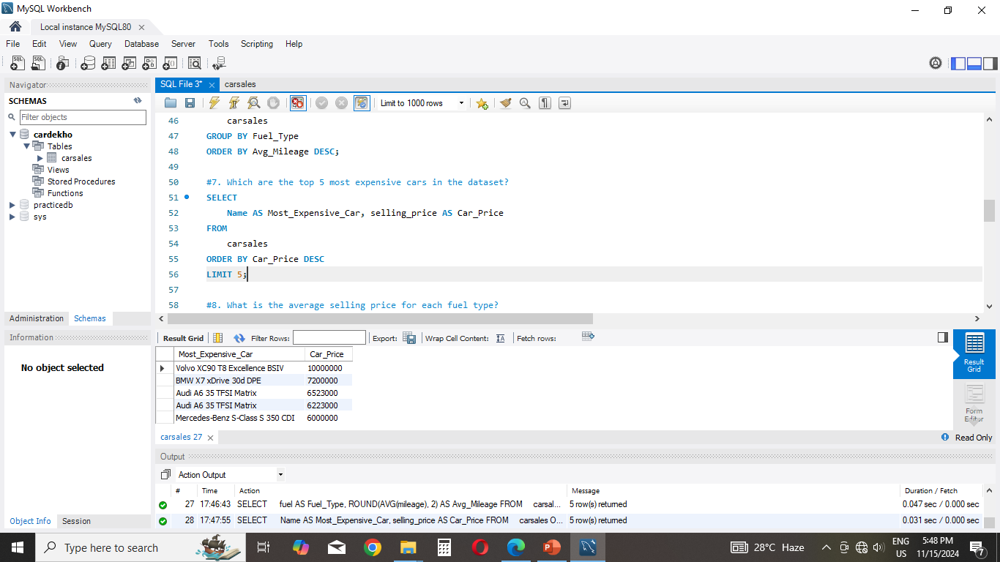 MySQL Workbench
Local instance MySQL80
File Edit View Query Database Server Tools Scripting Help
Navigator
SCHEMAS
Filter objects
cardekho
Tables
carsales
Views
Stored Procedures
Functions
practicedb
sys
Administration Schemas
Information
No object selected
Object Info Session
SQL File 3* carsales
Limit to 1000 rows
46 carsales
47 GROUP BY Fuel_Type
48 ORDER BY Avg_Mileage DESC;
49
50 #7. Which are the top 5 most expensive cars in the dataset?
51 SELECT
52 Name AS Most_Expensive_Car, selling_price AS Car_Price
53 FROM
54 carsales
55 ORDER BY Car_Price DESC
56 LIMIT 5;
57
58 #8. What is the average selling price for each fuel type?
Result Grid Filter Rows: Export: Wrap Cell Content: Fetch rows:
Most_Expensive_Car Car_Price
Volvo XC90 T8 Excellence BSIV 10000000
BMW X7 xDrive 30d DPE 7200000
Audi A6 35 TFSI Matrix 6523000
Audi A6 35 TFSI Matrix 6223000
Mercedes-Benz S-Class S 350 CDI 6000000
Result
Grid
Form
Editor
carsales 27
Read Only
Output
Action Output
# Time Action Message Duration / Fetch
27 17:46:43 SELECT fuel AS Fuel_Type, ROUND(AVG(mileage), 2) AS Avg_Mileage FROM carsal... 5 row(s) returned 0.047 sec / 0.000 sec
28 17:47:55 SELECT Name AS Most_Expensive_Car, selling_price AS Car_Price FROM carsales O... 5 row(s) returned 0.031 sec / 0.000 sec
Type here to search
28°C Haze
ENG
US
5:48 PM
11/15/2024
7